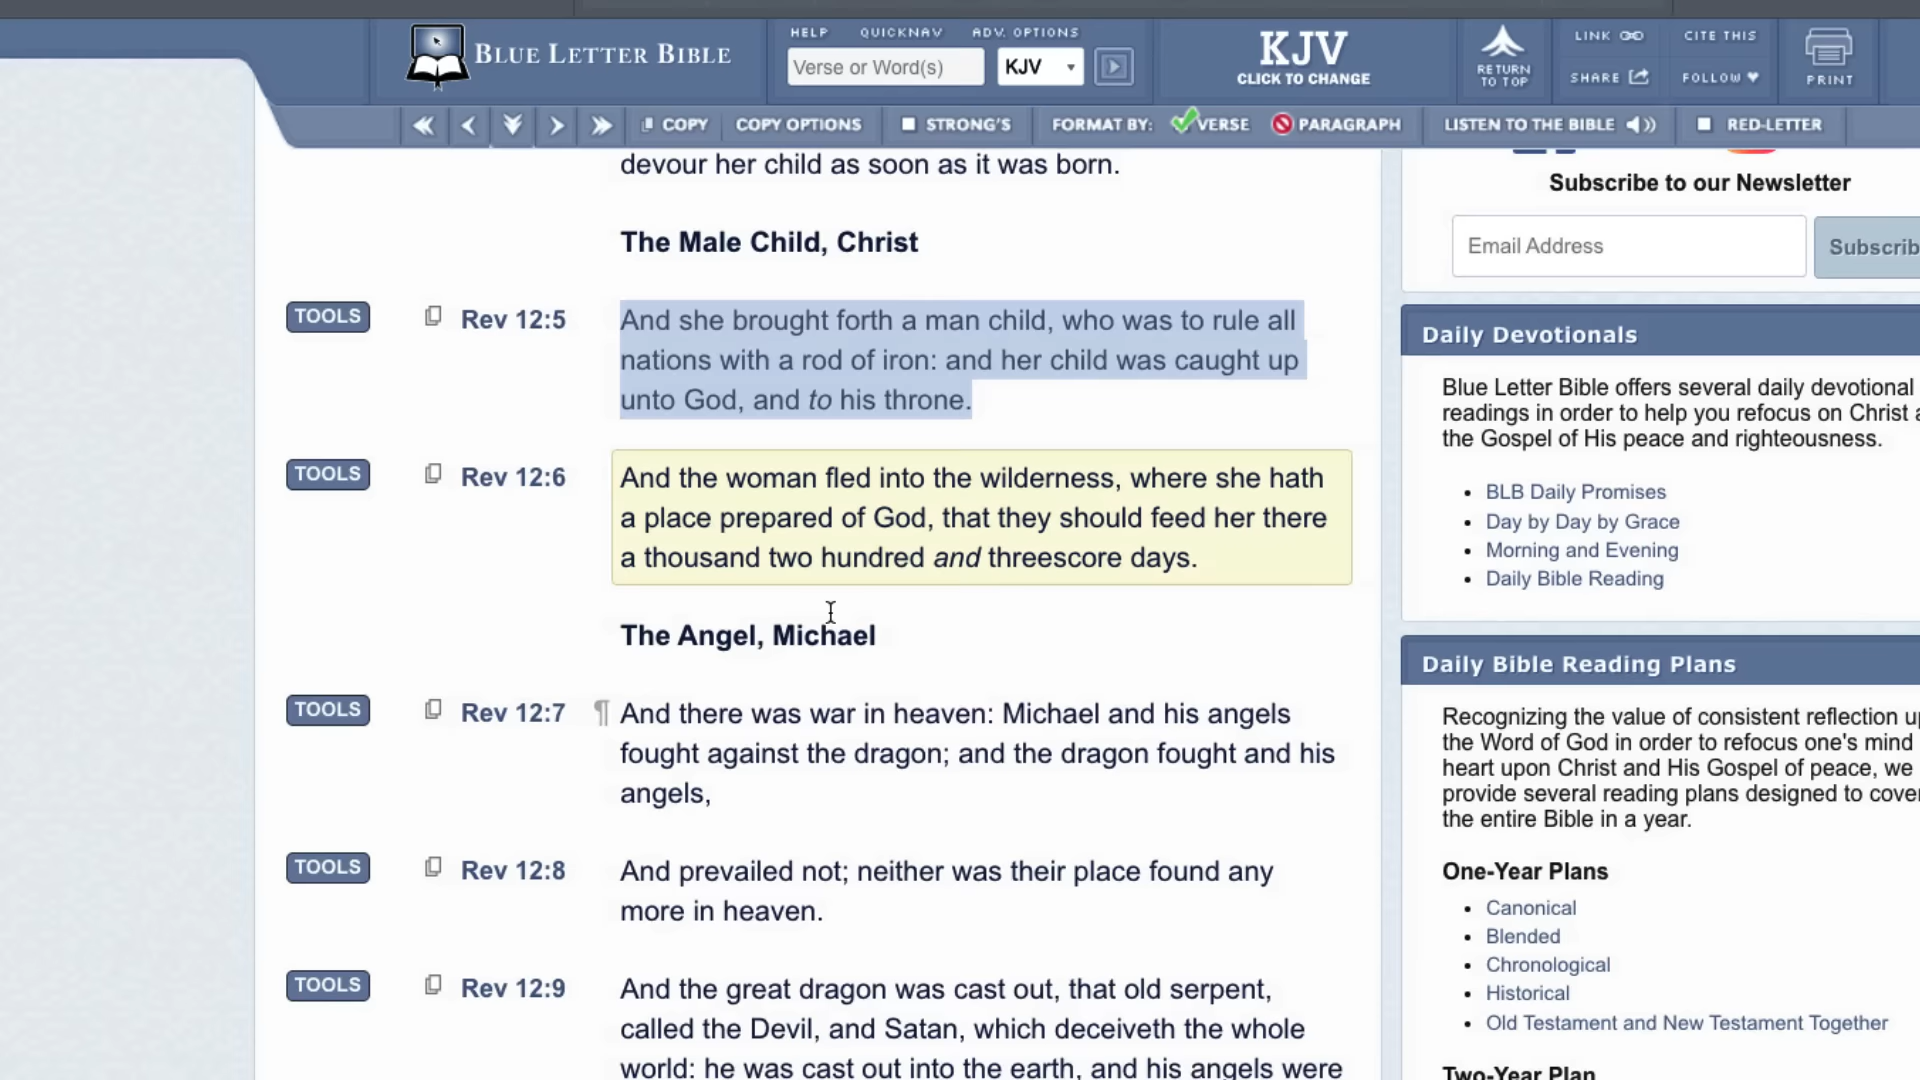 BLUE LETTER BIBLE
HELP QUICKNAV ADV. OPTIONS
Verse or Word(s) KJV
KJV
CLICK TO CHANGE
RETURN
TO TOP
LINK
SHARE
CITE THIS
FOLLOW
PRINT
COPY COPY OPTIONS STRONG'S FORMAT BY: VERSE PARAGRAPH LISTEN TO THE BIBLE RED-LETTER
devour her child as soon as it was born.
The Male Child, Christ
TOOLS Rev 12:5 And she brought forth a man child, who was to rule all
nations with a rod of iron: and her child was caught up
unto God, and to his throne.
TOOLS Rev 12:6 And the woman fled into the wilderness, where she hath
a place prepared of God, that they should feed her there
a thousand two hundred and threescore days.
The Angel, Michael
TOOLS Rev 12:7 ¶ And there was war in heaven: Michael and his angels
fought against the dragon; and the dragon fought and his
angels,
TOOLS Rev 12:8 And prevailed not; neither was their place found any
more in heaven.
TOOLS Rev 12:9 And the great dragon was cast out, that old serpent,
called the Devil, and Satan, which deceiveth the whole
world: he was cast out into the earth, and his angels were
Subscribe to our Newsletter
Email Address Subscrib
Daily Devotionals
Blue Letter Bible offers several daily devotional
readings in order to help you refocus on Christ a
the Gospel of His peace and righteousness.
BLB Daily Promises
Day by Day by Grace
Morning and Evening
Daily Bible Reading
Daily Bible Reading Plans
Recognizing the value of consistent reflection up
the Word of God in order to refocus one's mind
heart upon Christ and His Gospel of peace, we
provide several reading plans designed to cover
the entire Bible in a year.
One-Year Plans
Canonical
Blended
Chronological
Historical
Old Testament and New Testament Together
Two-Year Plan